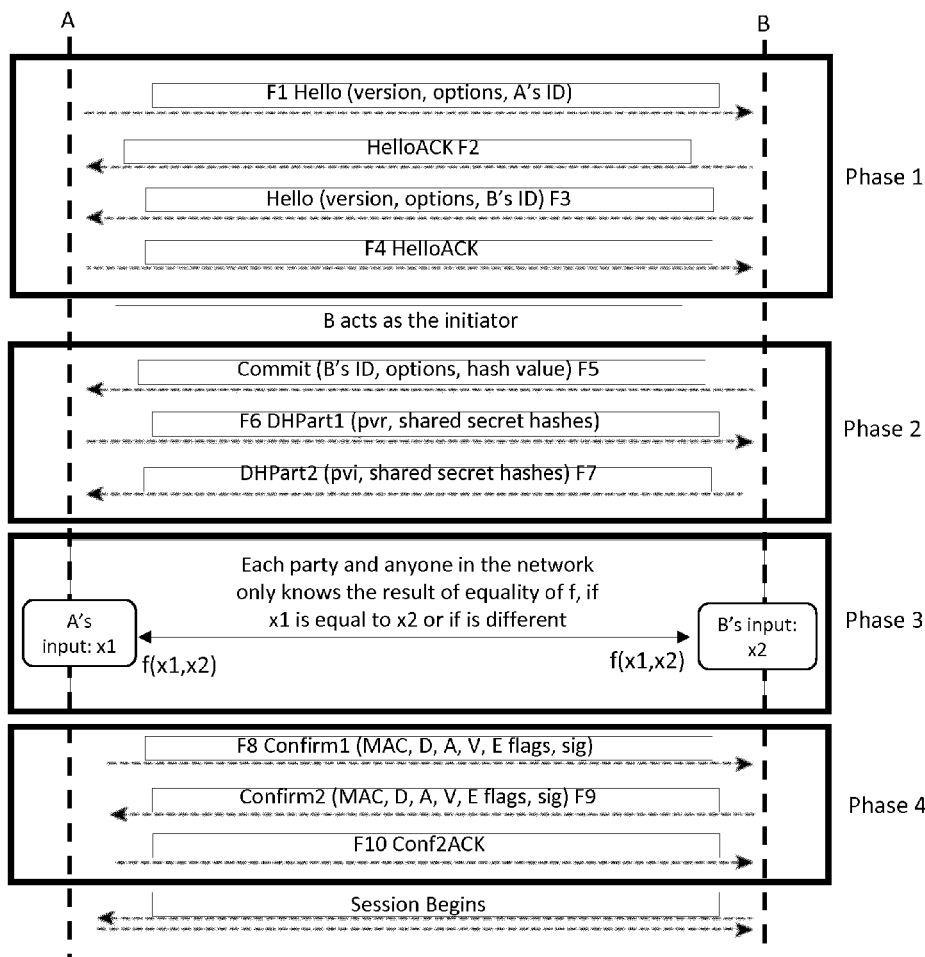 A
B
F1 Hello (version, options, A's ID)
HelloACK F2
Hello (version, options, B's ID) F3
F4 HelloACK
Phase 1
B acts as the initiator
Commit (B's ID, options, hash value) F5
F6 DHPart1 (pvr, shared secret hashes)
DHPart2 (pvi, shared secret hashes) F7
Phase 2
Each party and anyone in the network
only knows the result of equality of f, if
x1 is equal to x2 or if is different
A's
input: x1
f(x1,x2)
f(x1,x2)
B's input:
x2
Phase 3
F8 Confirm1 (MAC, D, A, V, E flags, sig)
Confirm2 (MAC, D, A, V, E flags, sig) F9
F10 Conf2ACK
Phase 4
Session Begins